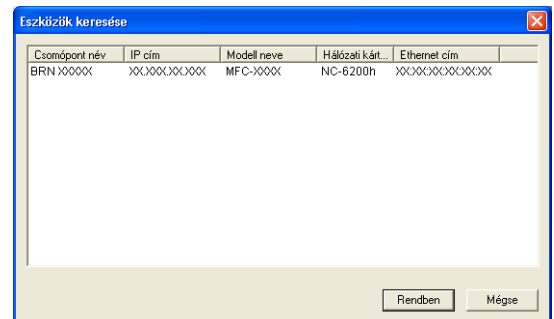 Eszközök keresése
Csomópont név IP cím Modell neve Hálózati kárt... Ethernet cím
BRN XXXXX XX.XXX.XX.XXX MFC-XXXX NC-6200h XX:XX:XX:XX:XX:XX
Rendben Mégse